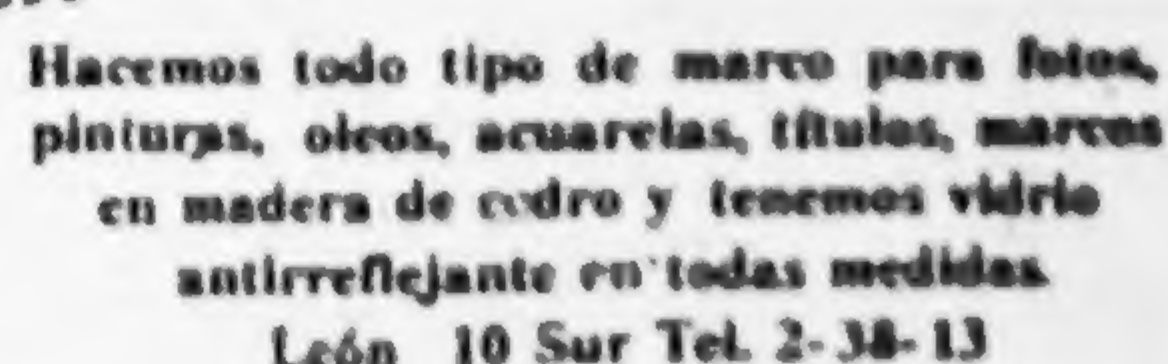 Hacemos todo tipo de marco para fotos,
pinturas, oleos, acuarelas, títulos, marcos
en madera de cedro y tenemos vidrio
antirreflejante en todas medidas
León 10 Sur Tel. 2-38-13